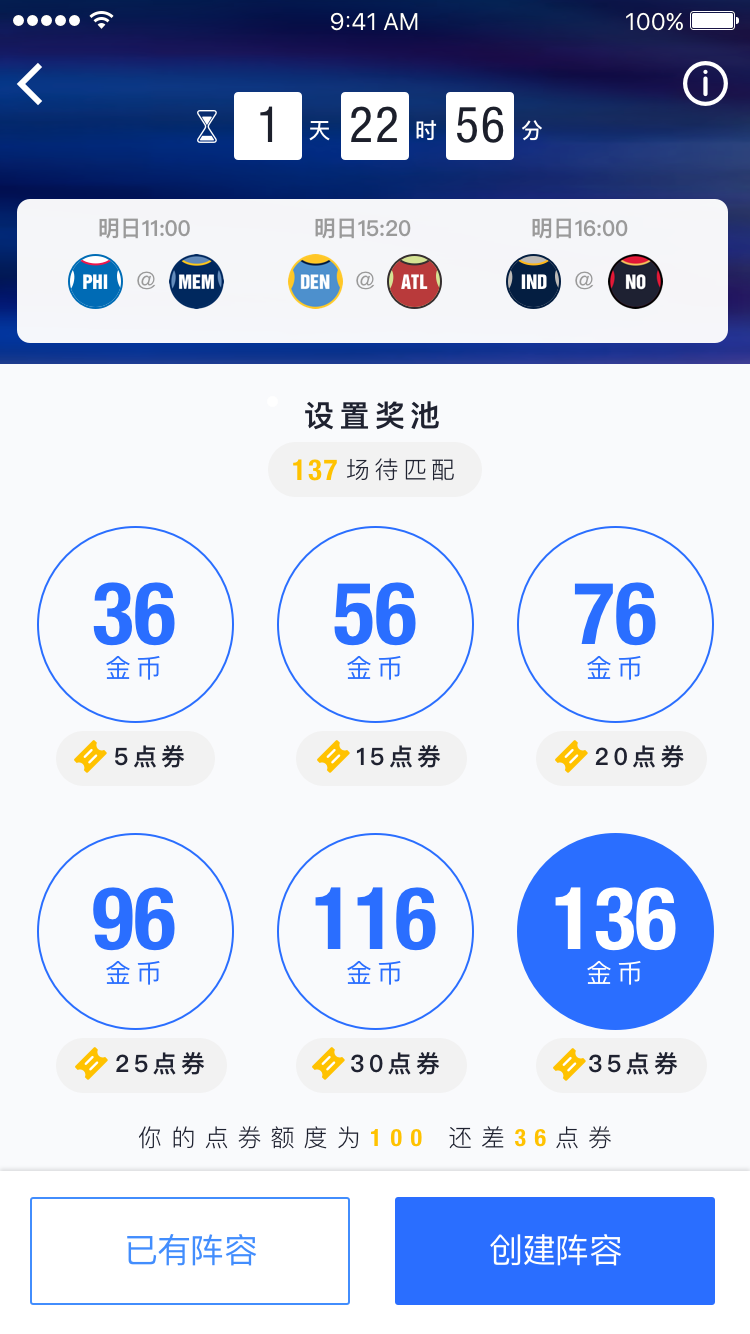 9:41 AM 100%
1 天 22 时 56 分
明日11:00 明日15:20 明日16:00
PHI @ MEM DEN @ ATL IND @ NO
设置奖池
137 场待匹配
36 56 76
金币 金币 金币
5点券 15点券 20点券
96 116 136
金币 金币 金币
25点券 30点券 35点券
你的点券额度为100 还差36点券
已有阵容 创建阵容